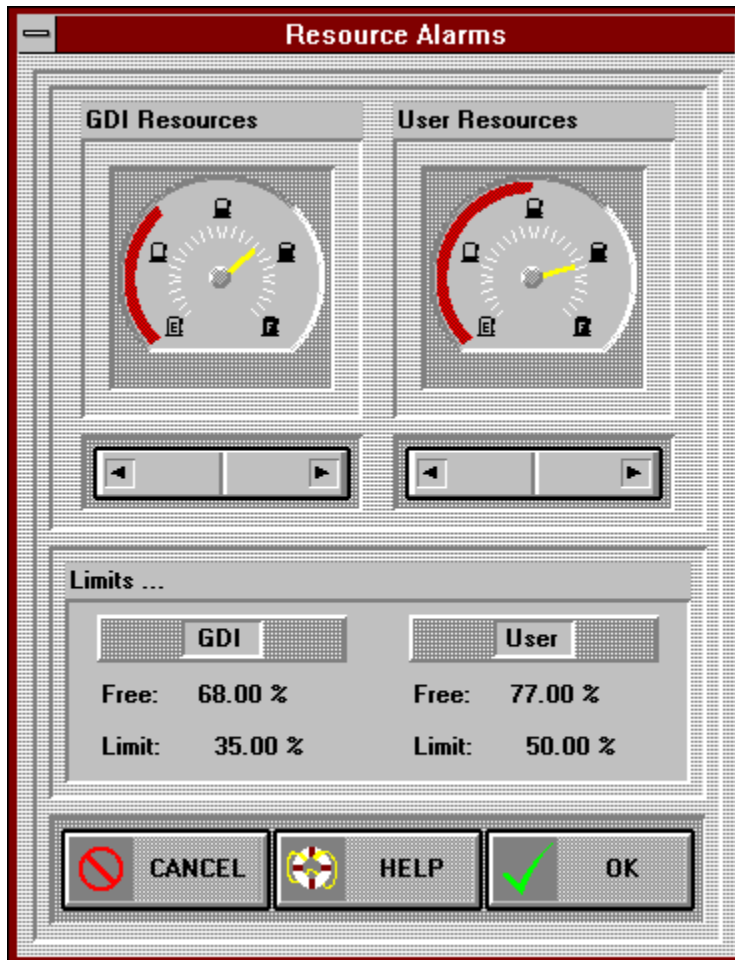 Resource Alarms
GDI Resources
User Resources
E F
E F
Limits ...
GDI User
Free: 68.00 % Free: 77.00 %
Limit: 35.00 % Limit: 50.00 %
CANCEL HELP OK